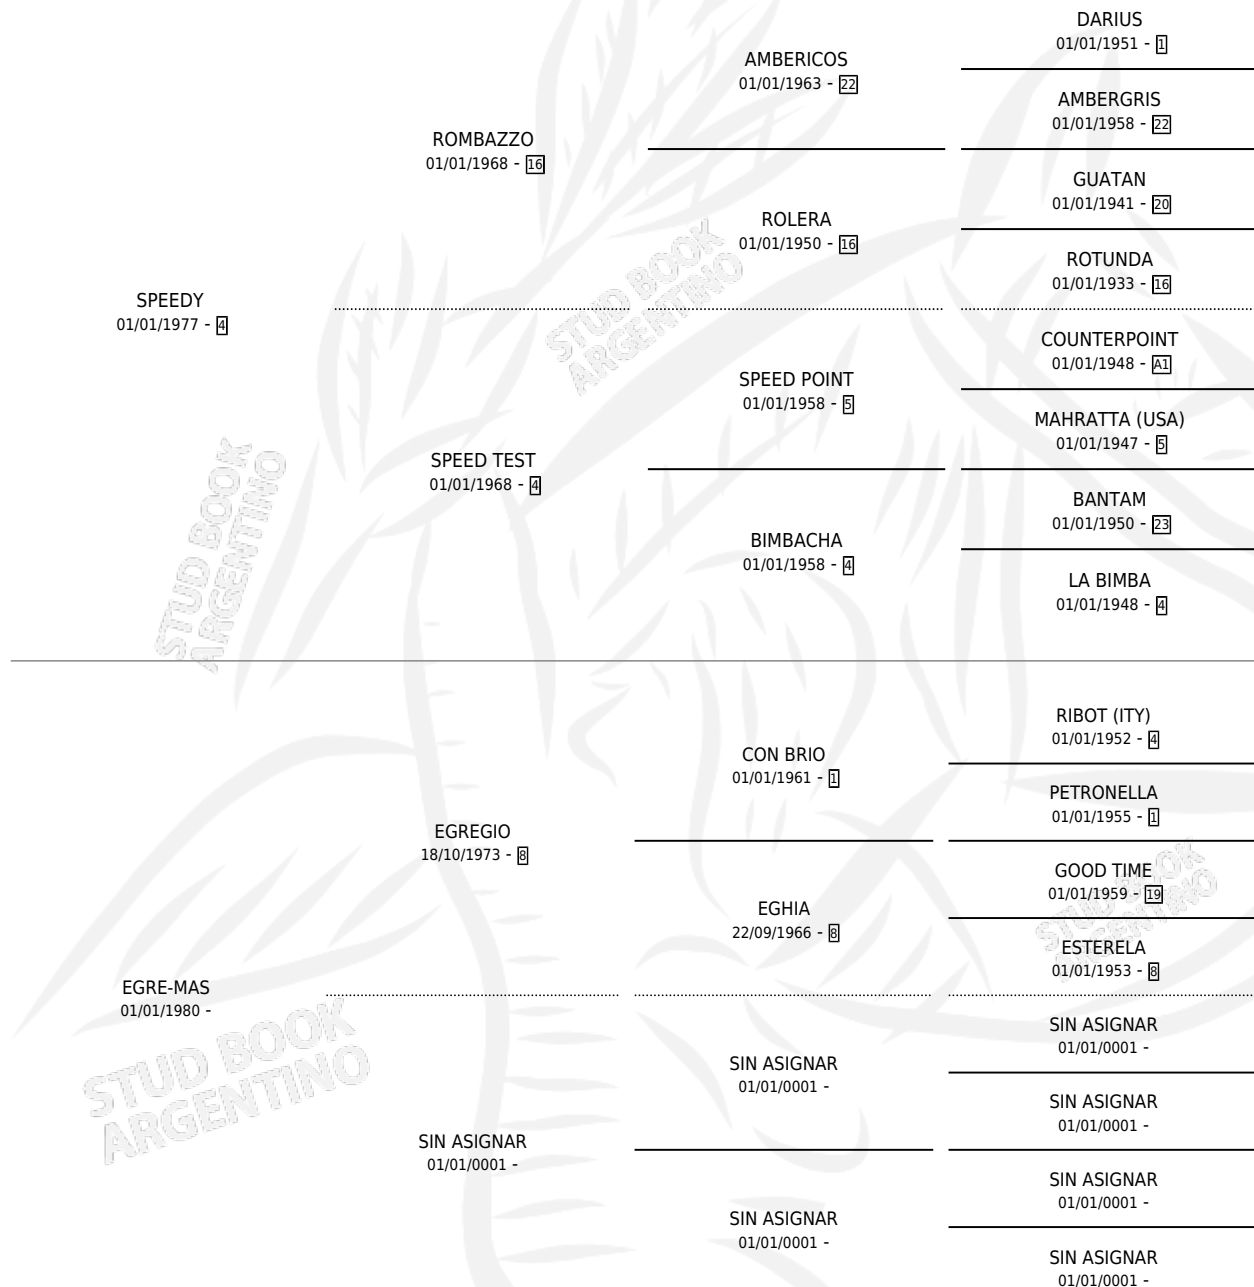 DARIUS
01/01/1951 - 1
AMBERICOS
01/01/1963 - 22
AMBERGRIS
01/01/1958 - 22
ROMBAZZO
01/01/1968 - 16
GUATAN
01/01/1941 - 20
ROLERA
01/01/1950 - 16
ROTUNDA
01/01/1933 - 16
SPEEDY
01/01/1977 - 4
COUNTERPOINT
01/01/1948 - A1
SPEED POINT
01/01/1958 - 5
MAHRATTA (USA)
01/01/1947 - 5
SPEED TEST
01/01/1968 - 4
BANTAM
01/01/1950 - 23
BIMBACHA
01/01/1958 - 4
LA BIMBA
01/01/1948 - 4
RIBOT (ITY)
01/01/1952 - 4
CON BRIO
01/01/1961 - 1
PETRONELLA
01/01/1955 - 1
EGREGIO
18/10/1973 - 8
GOOD TIME
01/01/1959 - 19
EGHIA
22/09/1966 - 8
ESTERELA
01/01/1953 - 8
EGRE-MAS
01/01/1980 -
SIN ASIGNAR
01/01/0001 -
SIN ASIGNAR
01/01/0001 -
SIN ASIGNAR
01/01/0001 -
SIN ASIGNAR
01/01/0001 -
SIN ASIGNAR
01/01/0001 -
SIN ASIGNAR
01/01/0001 -
SIN ASIGNAR
01/01/0001 -
STUD BOOK
ARGENTINO
STUD BOOK
ARGENTINO
STUD BOOK
ARGENTINO
STUD BOOK
ARGENTINO